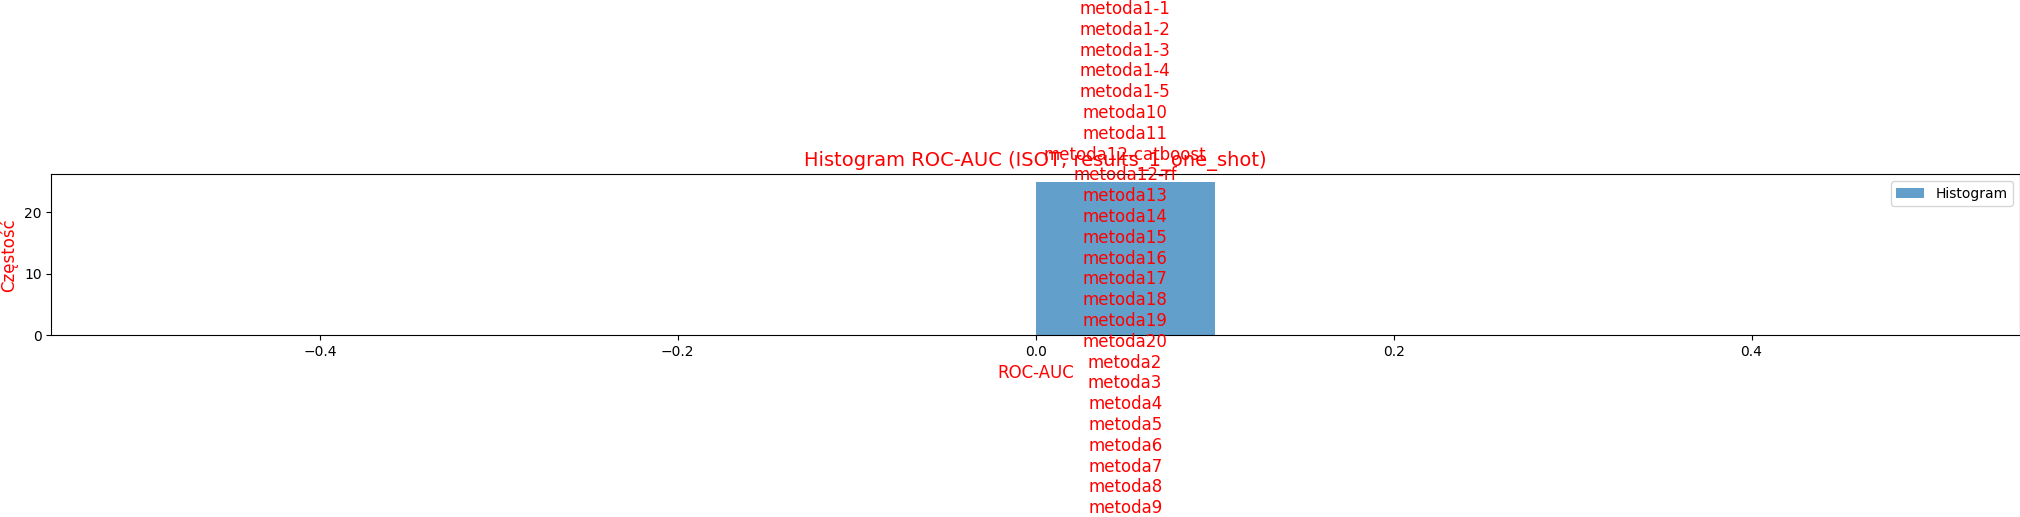 metoda1-1
metoda1-2
metoda1-3
metoda1-4
metoda1-5
metoda10
metoda11
metoda12-catboost
Histogram ROC-AUC (ISOT, results_1_one_shot)
metoda12-rf
metoda13
metoda14
metoda15
metoda16
metoda17
metoda18
metoda19
metoda20
metoda2
metoda3
metoda4
metoda5
metoda6
metoda7
metoda8
metoda9
Histogram
Częstość
20
10
0
−0.4
−0.2
0.0
0.2
0.4
ROC-AUC